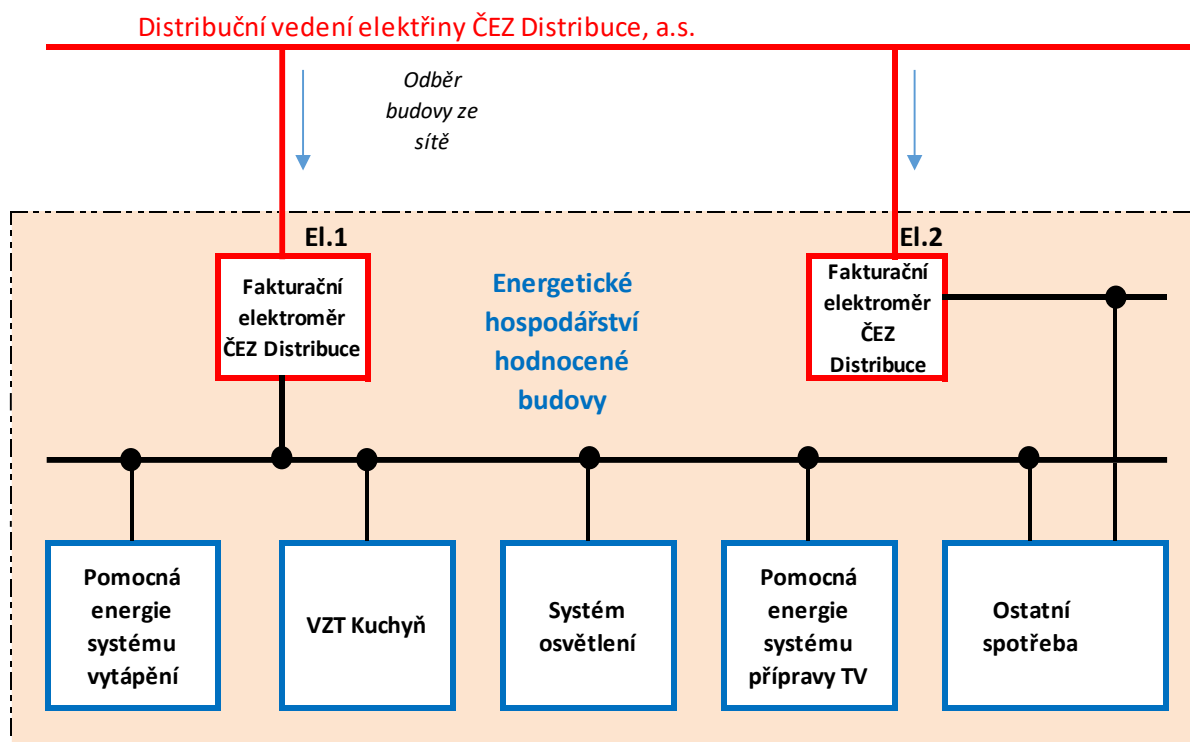 Distribuční vedení elektřiny ČEZ Distribuce, a.s.
Odběr
budovy ze
sítě
El.1
El.2
Fakturační
elektroměr
ČEZ Distribuce
Energetické
hospodářství
hodnocené
budovy
Fakturační
elektroměr
ČEZ
Distribuce
Pomocná
energie
systému
vytápění
VZT Kuchyň
Systém
osvětlení
Pomocná
energie
systému
přípravy TV
Ostatní
spotřeba